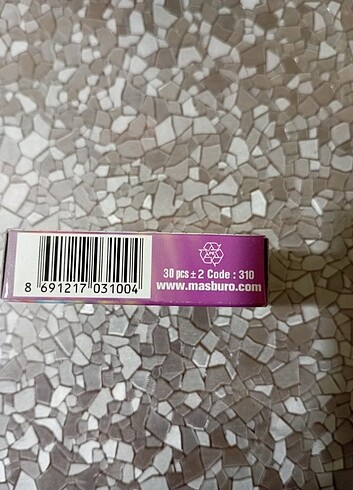 30 pcs ± 2 Code : 310
www.masburo.com
8 691217 031004